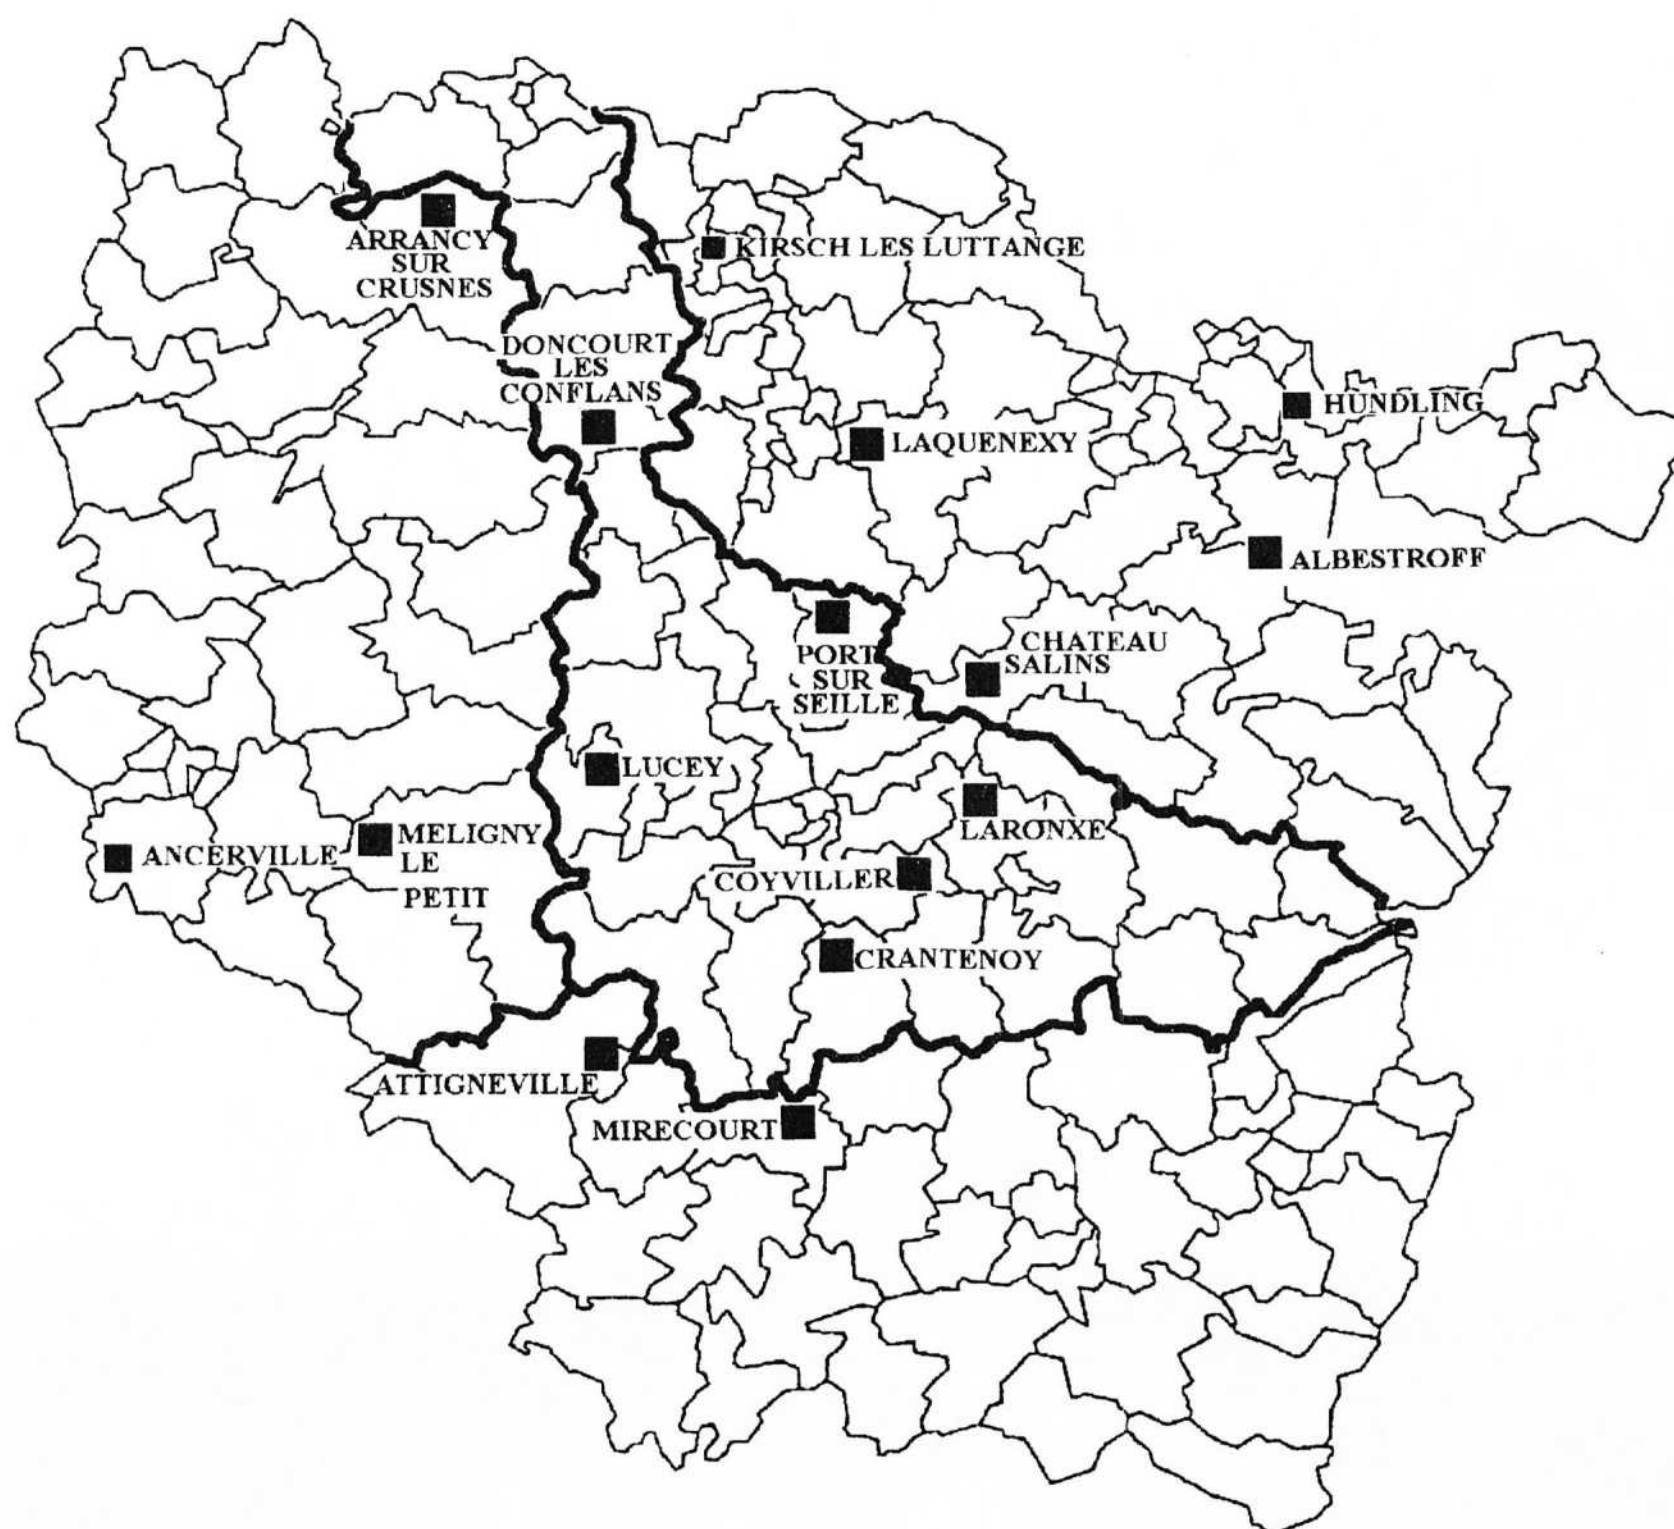 ARRANCY
SUR
CRUSNES
KIRSCH LES LUTTANGE
DONCOURT
LES
CONFLANS
HUNDLING
LAQUENEXY
ALBESTROFF
CHATEAU
SALINS
PORT
SUR
SEILLE
LUCEY
LARONXE
MELIGNY
LE
PETIT
ANCERVILLE
COYVILLER
CRANTENOY
ATTIGNEVILLE
MIRECOURT